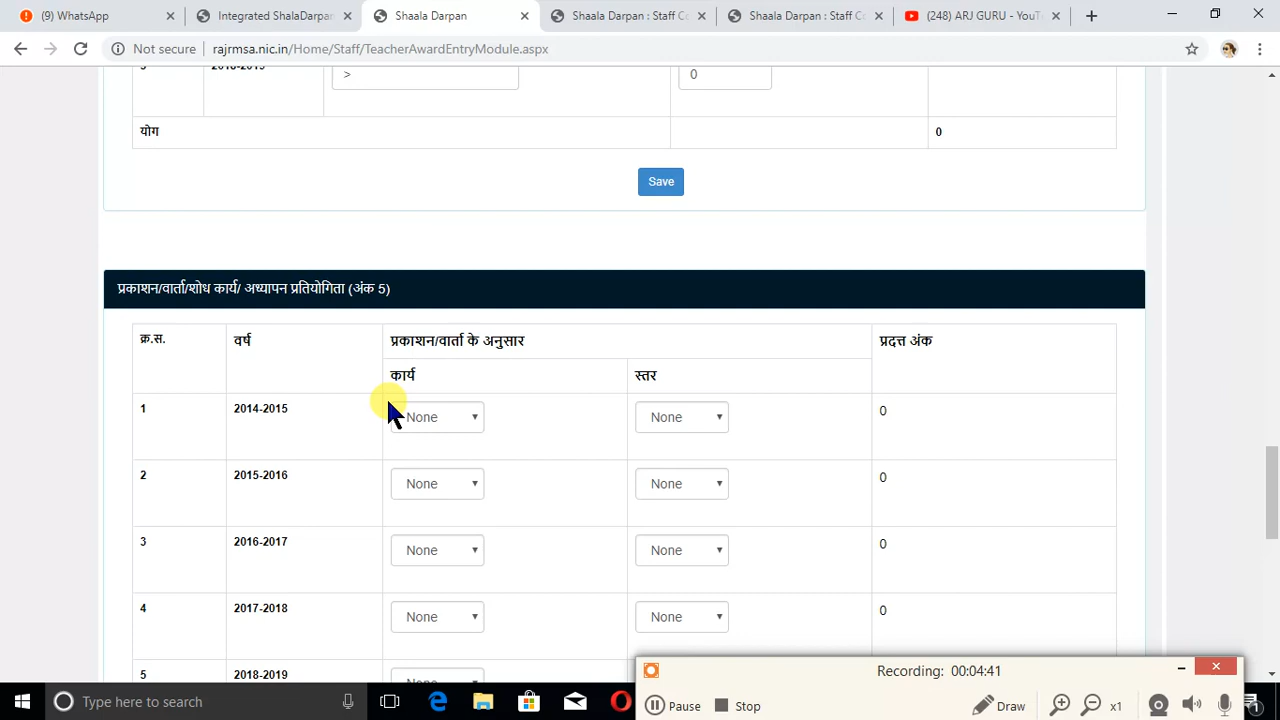 (9) WhatsApp
Integrated ShalaDarpan
Shaala Darpan
Shaala Darpan : Staff C
Shaala Darpan : Staff C
(248) ARJ GURU - YouT
Not secure
rajrmsa.nic.in/Home/Staff/TeacherAwardEntryModule.aspx
>
0
योग
0
Save
प्रकाशन/वार्ता/शोध कार्य/ अध्यापन प्रतियोगिता (अंक 5)
क्र.स.
वर्ष
प्रकाशन/वार्ता के अनुसार
प्रदत्त अंक
कार्य
स्तर
1 2014-2015 None None 0
2 2015-2016 None None 0
3 2016-2017 None None 0
4 2017-2018 None None 0
5 2018-2019
Recording: 00:04:41
Type here to search
Pause
Stop
Draw
x1
1